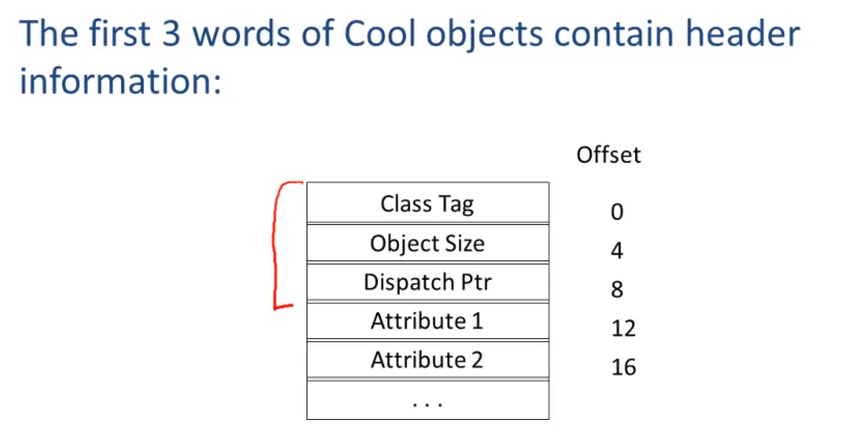 The first 3 words of Cool objects contain header
information:
Offset
Class Tag 0
Object Size 4
Dispatch Ptr 8
Attribute 1 12
Attribute 2 16
. . .